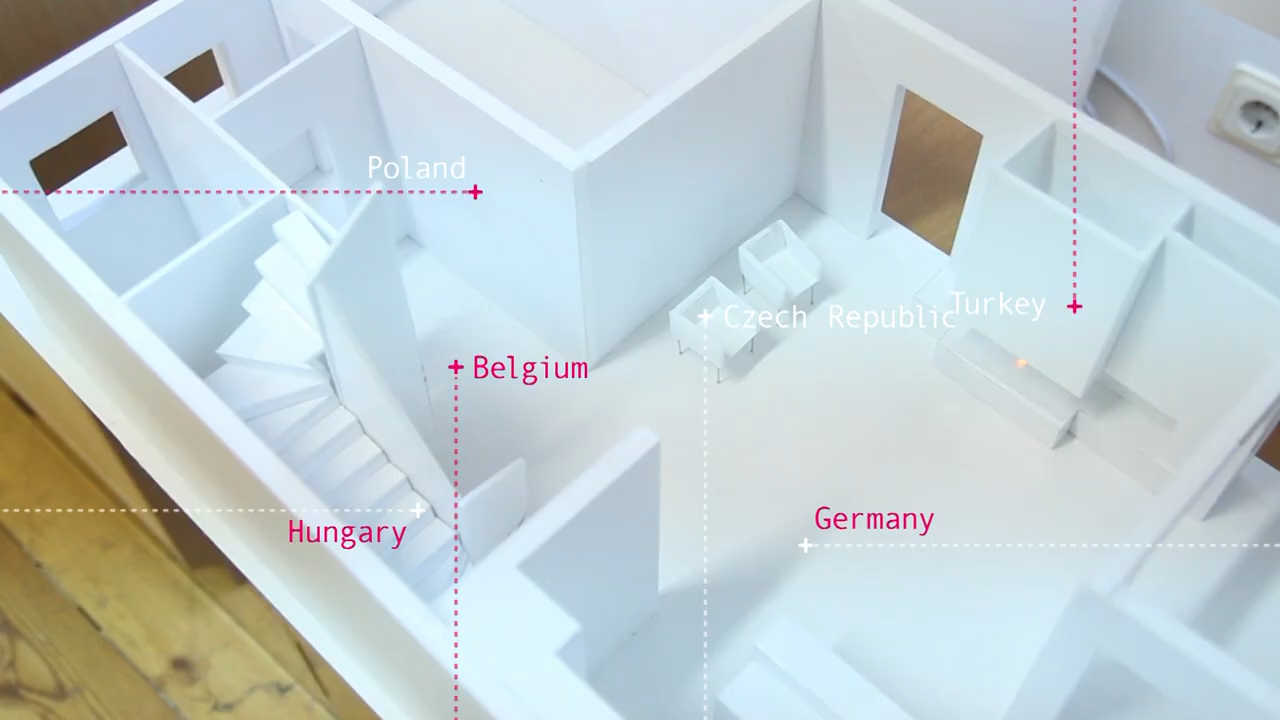 Poland
Turkey
Czech Republic
Belgium
Hungary
Germany